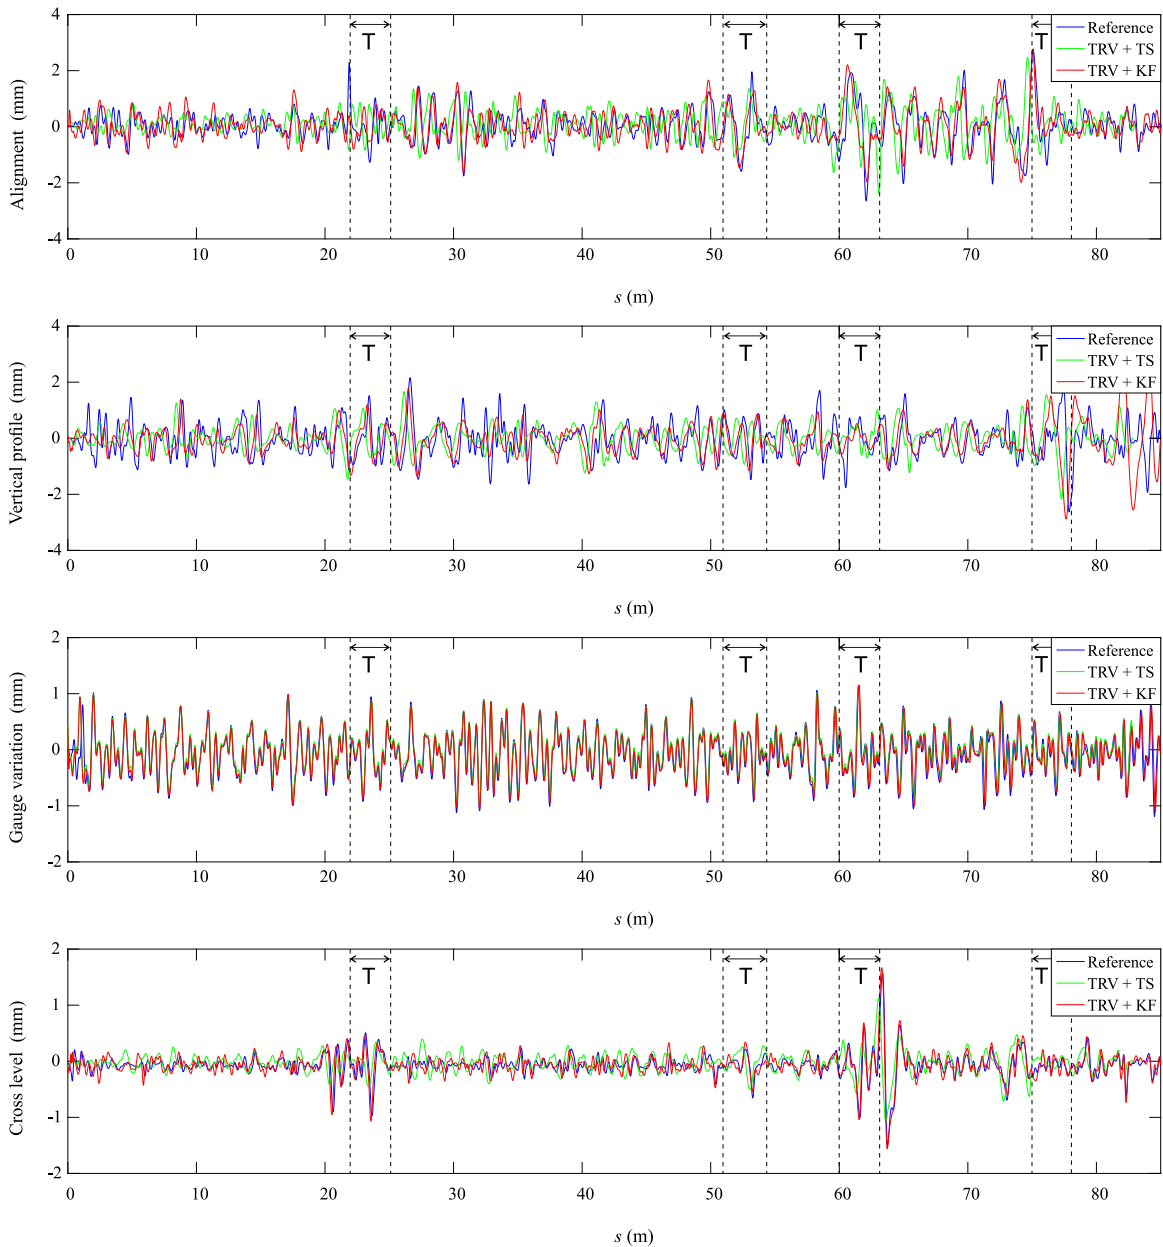 4
2
0
-2
-4
Alignment (mm)
T T T T
Reference
TRV + TS
TRV + KF
0 10 20 30 40 50 60 70 80
s (m)
4
2
0
-2
-4
Vertical profile (mm)
T T T T
Reference
TRV + TS
TRV + KF
0 10 20 30 40 50 60 70 80
s (m)
2
1
0
-1
-2
Gauge variation (mm)
T T T T
Reference
TRV + TS
TRV + KF
0 10 20 30 40 50 60 70 80
s (m)
2
1
0
-1
-2
Cross level (mm)
T T T T
Reference
TRV + TS
TRV + KF
0 10 20 30 40 50 60 70 80
s (m)